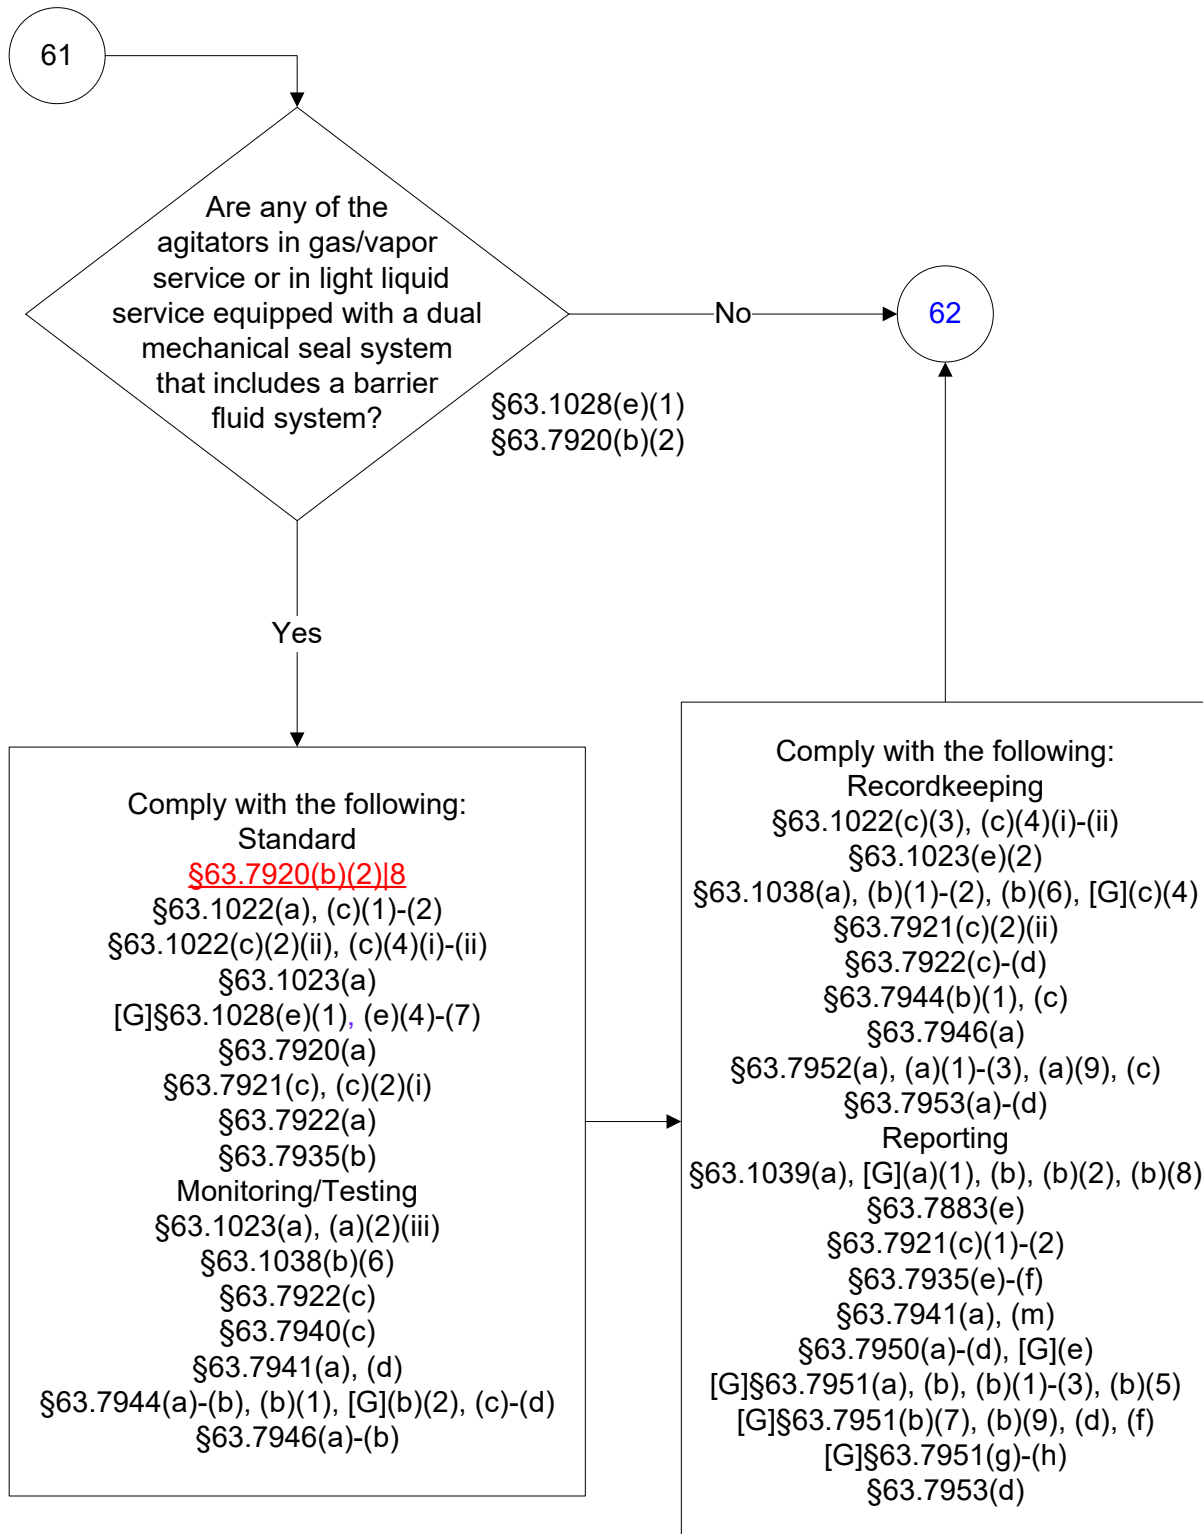 61
Are any of the
agitators in gas/vapor
service or in light liquid
service equipped with a dual
mechanical seal system
that includes a barrier
fluid system?
No
62
§63.1028(e)(1)
§63.7920(b)(2)
Yes
Comply with the following:
Standard
§63.7920(b)(2)|8
§63.1022(a), (c)(1)-(2)
§63.1022(c)(2)(ii), (c)(4)(i)-(ii)
§63.1023(a)
[G]§63.1028(e)(1), (e)(4)-(7)
§63.7920(a)
§63.7921(c), (c)(2)(i)
§63.7922(a)
§63.7935(b)
Monitoring/Testing
§63.1023(a), (a)(2)(iii)
§63.1038(b)(6)
§63.7922(c)
§63.7940(c)
§63.7941(a), (d)
§63.7944(a)-(b), (b)(1), [G](b)(2), (c)-(d)
§63.7946(a)-(b)
Comply with the following:
Recordkeeping
§63.1022(c)(3), (c)(4)(i)-(ii)
§63.1023(e)(2)
§63.1038(a), (b)(1)-(2), (b)(6), [G](c)(4)
§63.7921(c)(2)(ii)
§63.7922(c)-(d)
§63.7944(b)(1), (c)
§63.7946(a)
§63.7952(a), (a)(1)-(3), (a)(9), (c)
§63.7953(a)-(d)
Reporting
§63.1039(a), [G](a)(1), (b), (b)(2), (b)(8)
§63.7883(e)
§63.7921(c)(1)-(2)
§63.7935(e)-(f)
§63.7941(a), (m)
§63.7950(a)-(d), [G](e)
[G]§63.7951(a), (b), (b)(1)-(3), (b)(5)
[G]§63.7951(b)(7), (b)(9), (d), (f)
[G]§63.7951(g)-(h)
§63.7953(d)